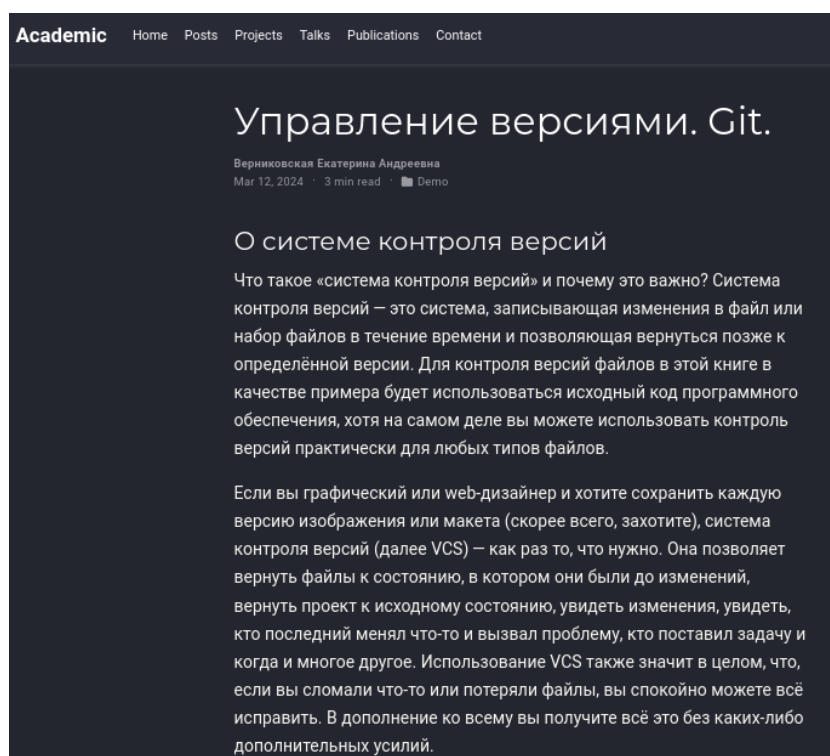 Academic Home Posts Projects Talks Publications Contact
Управление версиями. Git.
Верниковская Екатерина Андреевна
Mar 12, 2024 · 3 min read · Demo
О системе контроля версий
Что такое «система контроля версий» и почему это важно? Система
контроля версий — это система, записывающая изменения в файл или
набор файлов в течение времени и позволяющая вернуться позже к
определённой версии. Для контроля версий файлов в этой книге в
качестве примера будет использоваться исходный код программного
обеспечения, хотя на самом деле вы можете использовать контроль
версий практически для любых типов файлов.
Если вы графический или web-дизайнер и хотите сохранить каждую
версию изображения или макета (скорее всего, захотите), система
контроля версий (далее VCS) — как раз то, что нужно. Она позволяет
вернуть файлы к состоянию, в котором они были до изменений,
вернуть проект к исходному состоянию, увидеть изменения, увидеть,
кто последний менял что-то и вызвал проблему, кто поставил задачу и
когда и многое другое. Использование VCS также значит в целом, что,
если вы сломали что-то или потеряли файлы, вы спокойно можете всё
исправить. В дополнение ко всему вы получите всё это без каких-либо
дополнительных усилий.